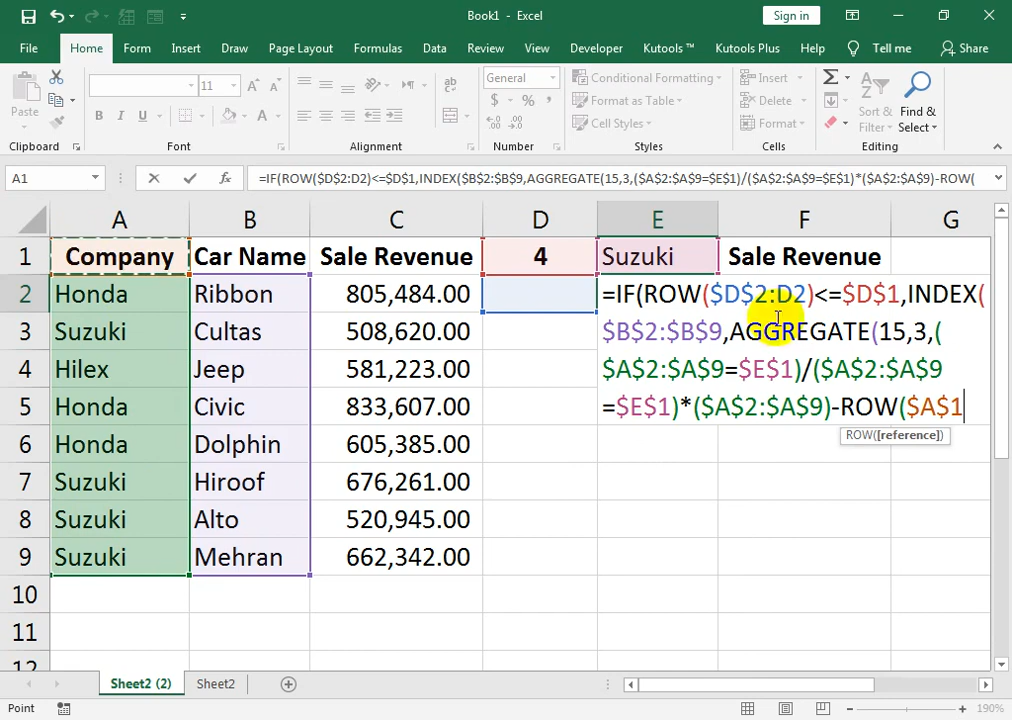 Book1 - Excel
Sign in
File Home Form Insert Draw Page Layout Formulas Data Review View Developer Kutools ™ Kutools Plus Help Tell me Share
Paste
11
General
Conditional Formatting
Format as Table
Cell Styles
Insert
Delete
Format
Sort & Filter
Find & Select
Clipboard Font Alignment Number Styles Cells Editing
A1 =IF(ROW($D$2:D2)<=$D$1,INDEX($B$2:$B$9,AGGREGATE(15,3,($A$2:$A$9=$E$1)/($A$2:$A$9=$E$1)*($A$2:$A$9)-ROW(
A B C D E F G
1 Company Car Name Sale Revenue 4 Suzuki Sale Revenue
2 Honda Ribbon 805,484.00 =IF(ROW($D$2:D2)<=$D$1,INDEX(
3 Suzuki Cultas 508,620.00 $B$2:$B$9,AGGREGATE(15,3,(
4 Hilex Jeep 581,223.00 $A$2:$A$9=$E$1)/($A$2:$A$9
5 Honda Civic 833,607.00 =$E$1)*($A$2:$A$9)-ROW($A$1
ROW([reference])
6 Honda Dolphin 605,385.00
7 Suzuki Hiroof 676,261.00
8 Suzuki Alto 520,945.00
9 Suzuki Mehran 662,342.00
10
11
12
Sheet2 (2) Sheet2
Point 190%